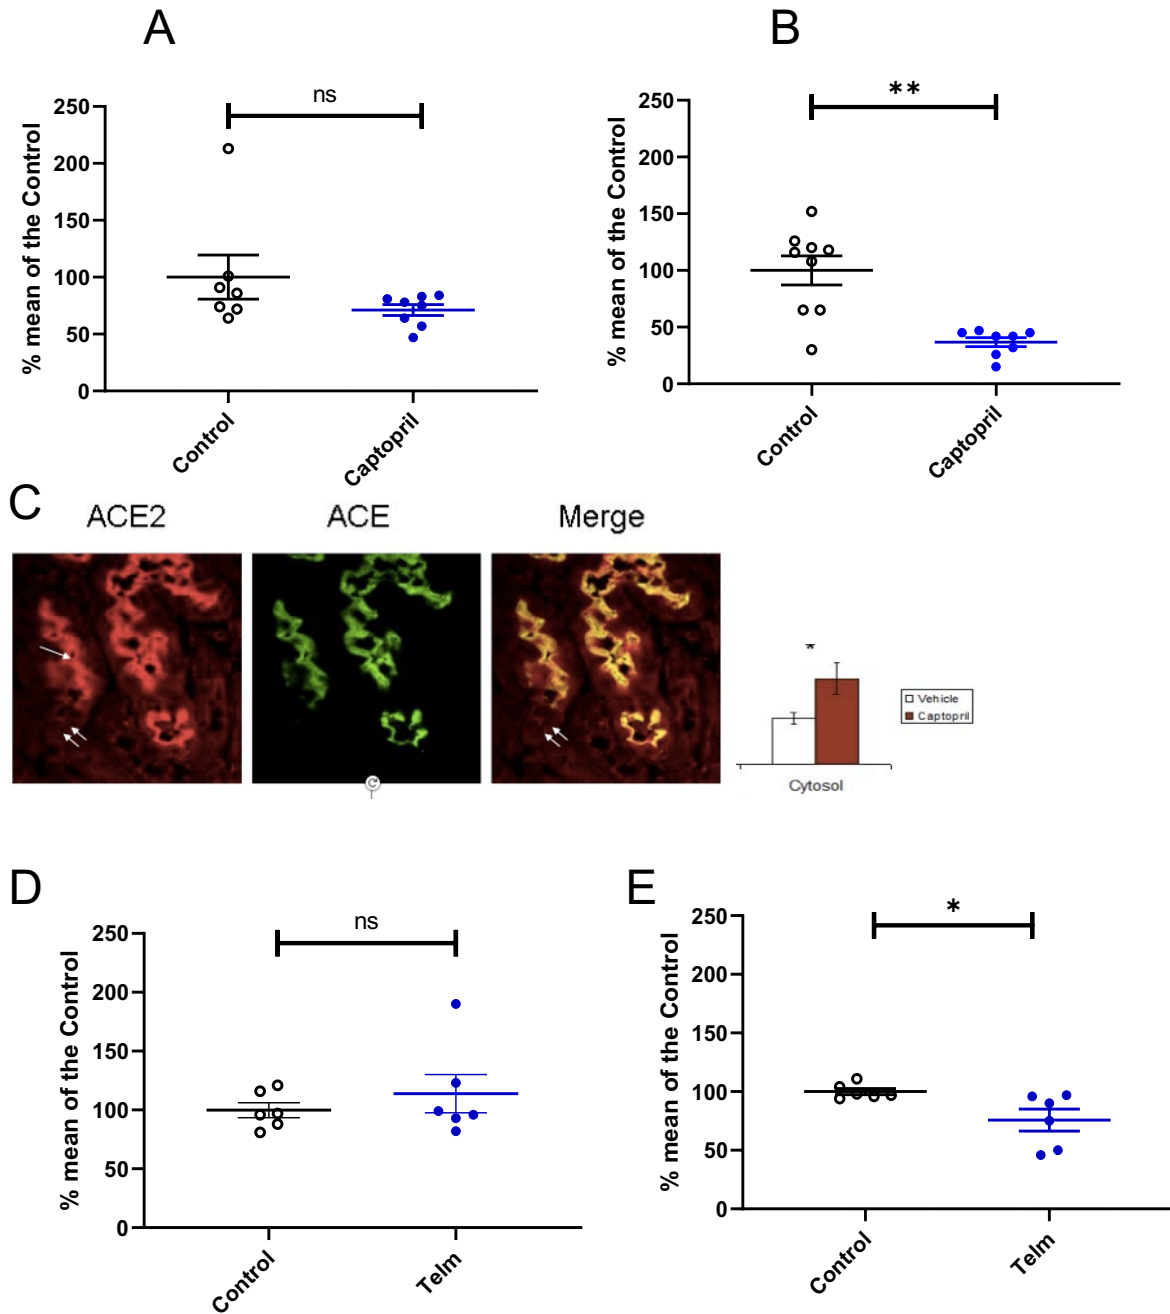 A
B
ns
**
% mean of the Control
250
200
150
100
50
0
Control
Captopril
% mean of the Control
250
200
150
100
50
0
Control
Captopril
C
ACE2
ACE
Merge
*
Vehicle
Captopril
Cytosol
D
E
ns
*
% mean of the Control
250
200
150
100
50
0
Control
Telm
% mean of the Control
250
200
150
100
50
0
Control
Telm